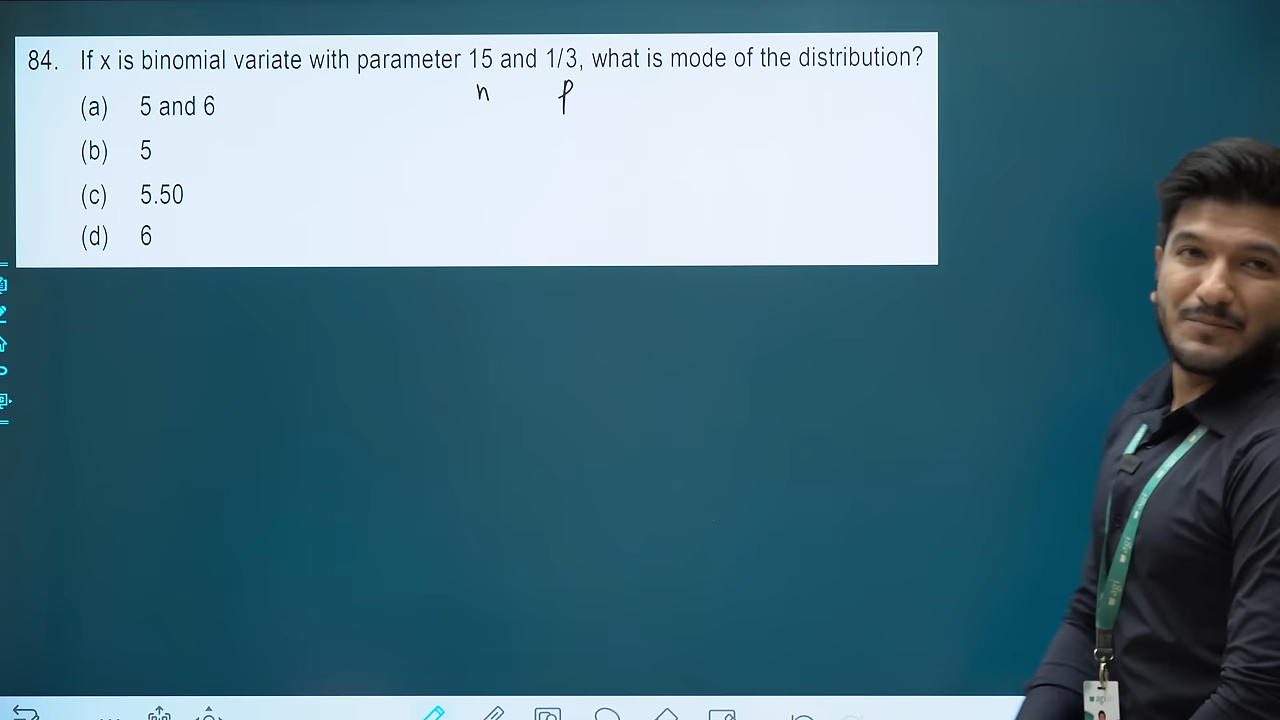 84. If x is binomial variate with parameter 15 and 1/3, what is mode of the distribution?
n p
(a) 5 and 6
(b) 5
(c) 5.50
(d) 6